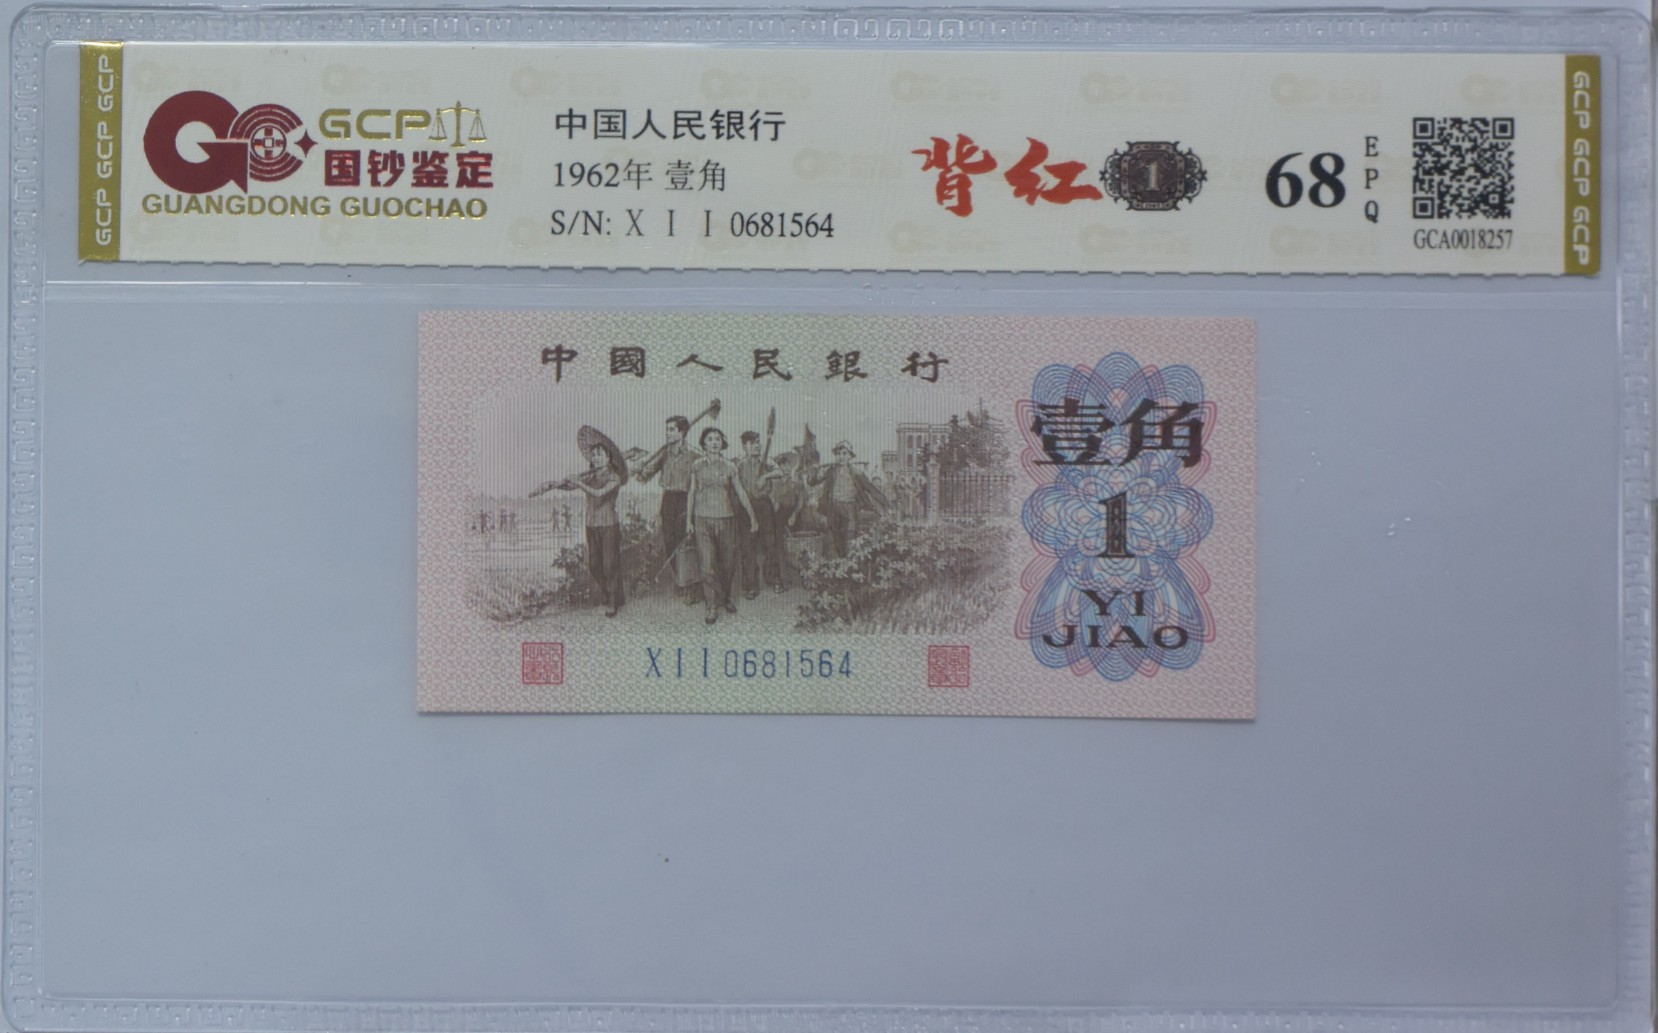 GCP GCP GCP
GCP
国钞鉴定
GUANGDONG GUOCHAO
中国人民银行
1962年 壹角
S/N: X I I 0681564
背红
1
68
EPQ
GCA0018257
GCP GCP GCP
中國人民銀行
壹角
1
YI
JIAO
X I I 0681564